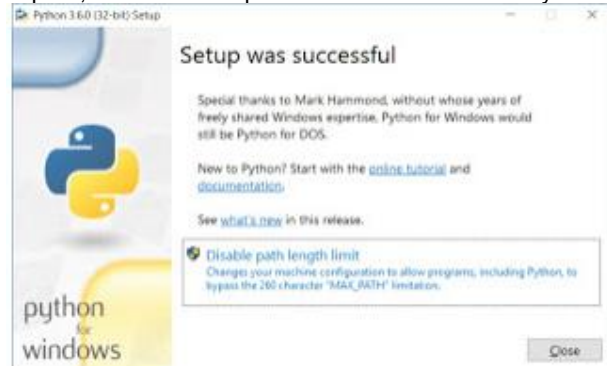 Python 3.6.0 (32-bit) Setup
Setup was successful
Special thanks to Mark Hammond, without whose years of
freely shared Windows expertise, Python for Windows would
still be Python for DOS.
New to Python? Start with the online tutorial and
documentation.
See what's new in this release.
Disable path length limit
Changes your machine configuration to allow programs, including Python, to
bypass the 260 character "MAX_PATH" limitation.
python
for
windows
Close